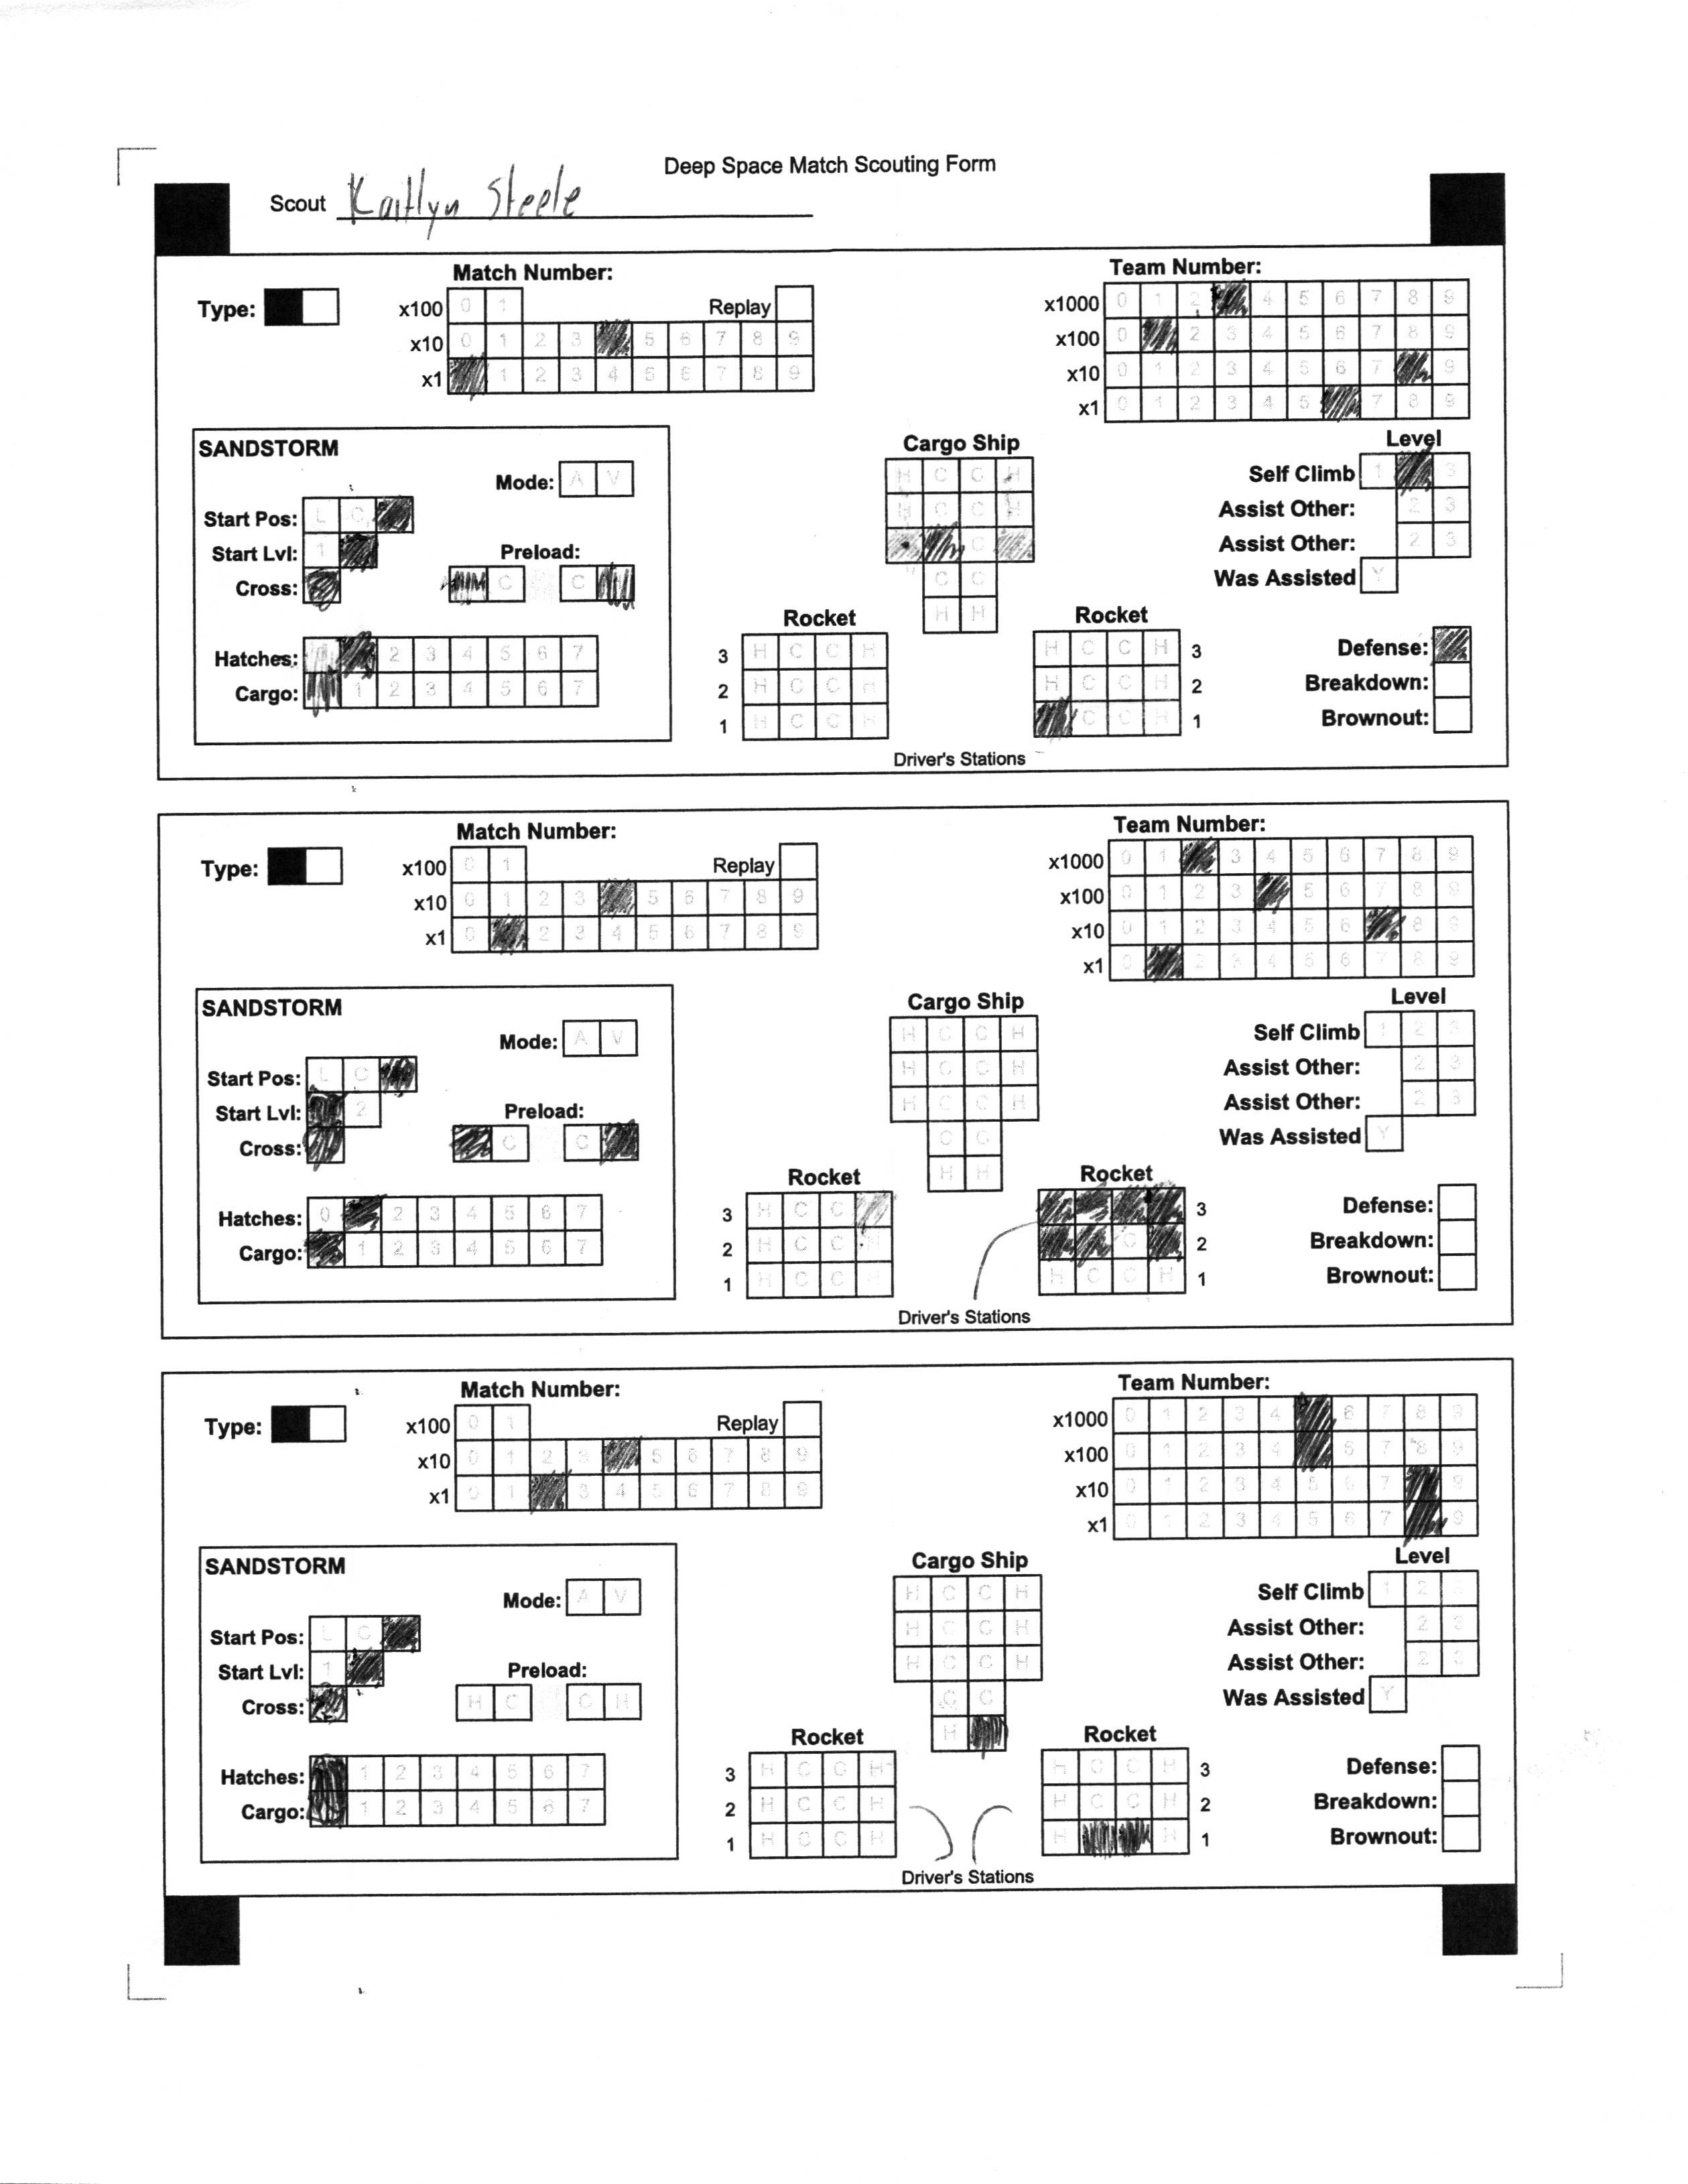 Deep Space Match Scouting Form
Scout Kaitlyn Steele
Match Number:
Team Number:
Type:
x100 0 1 Replay
x1000 0 1 2 4 5 6 7 8 9
x10 0 1 2 3 5 6 7 8 9
x100 0 2 3 4 5 6 7 8 9
x1 1 2 3 4 5 6 7 8 9
x10 0 1 2 3 4 5 6 7 9
x1 0 1 2 3 4 5 7 8 9
SANDSTORM
Mode: A V
Start Pos: L C
Start Lvl: 1
Cross:
Preload:
C C
Hatches: 2 3 4 5 6 7
Cargo: 1 2 3 4 5 6 7
Cargo Ship
H C C H
H C C H
C
C C
H H
Level
Self Climb 1 3
Assist Other: 2 3
Assist Other: 2 3
Was Assisted Y
Rocket
3 H C C H
2 H C C H
1 H C C H
Rocket
H C C H 3
H C C H 2
C C H 1
Defense:
Breakdown:
Brownout:
Driver's Stations
Match Number:
Team Number:
Type:
x100 0 1 Replay
x1000 0 1 3 4 5 6 7 8 9
x10 0 1 2 3 5 6 7 8 9
x100 0 1 2 3 5 6 7 8 9
x1 0 2 3 4 5 6 7 8 9
x10 0 1 2 3 4 5 6 8 9
x1 0 2 3 4 5 6 7 8 9
SANDSTORM
Mode: A V
Start Pos: L C
Start Lvl: 2
Cross:
Preload:
C C
Hatches: 0 2 3 4 5 6 7
Cargo: 1 2 3 4 5 6 7
Cargo Ship
H C C H
H C C H
H C C H
C C
H H
Level
Self Climb 1 2 3
Assist Other: 2 3
Assist Other: 2 3
Was Assisted Y
Rocket
3 H C C
2 H C C H
1 H C C H
Rocket
3
C 2
H C C H 1
Defense:
Breakdown:
Brownout:
Driver's Stations
Match Number:
Team Number:
Type:
x100 0 1 Replay
x1000 0 1 2 3 4 6 7 8 9
x10 0 1 2 3 5 6 7 8 9
x100 0 1 2 3 4 6 7 8 9
x1 0 1 3 4 5 6 7 8 9
x10 0 1 2 3 4 5 6 7 9
x1 0 1 2 3 4 5 6 7 9
SANDSTORM
Mode: A V
Start Pos: L C
Start Lvl: 1
Cross:
Preload:
H C C H
Hatches: 1 2 3 4 5 6 7
Cargo: 1 2 3 4 5 6 7
Cargo Ship
H C C H
H C C H
H C C H
C C
H
Level
Self Climb 1 2 3
Assist Other: 2 3
Assist Other: 2 3
Was Assisted Y
Rocket
3 H C C H
2 H C C H
1 H C C H
Rocket
H C C H 3
H C C H 2
H H 1
Defense:
Breakdown:
Brownout:
Driver's Stations